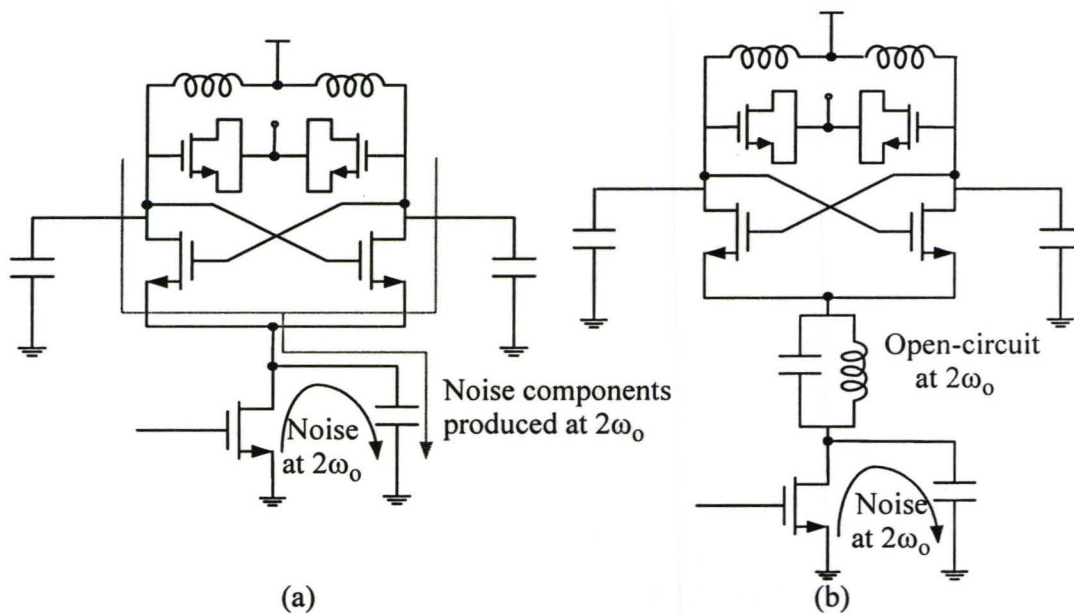 Noise components
produced at 2ωo
Noise
at 2ωo
(a)
Open-circuit
at 2ωo
Noise
at 2ωo
(b)